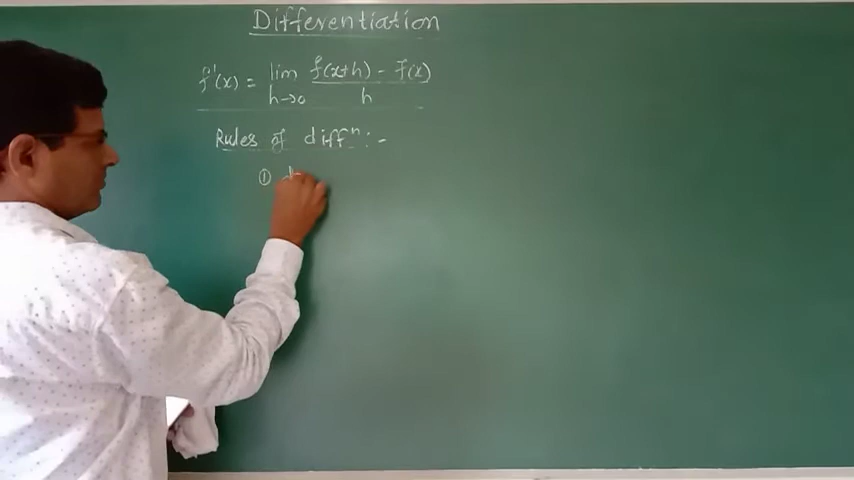 Differentiation
f'(x) = lim h→0 f(x+h) - f(x) / h
Rules of diffⁿ :-
① d